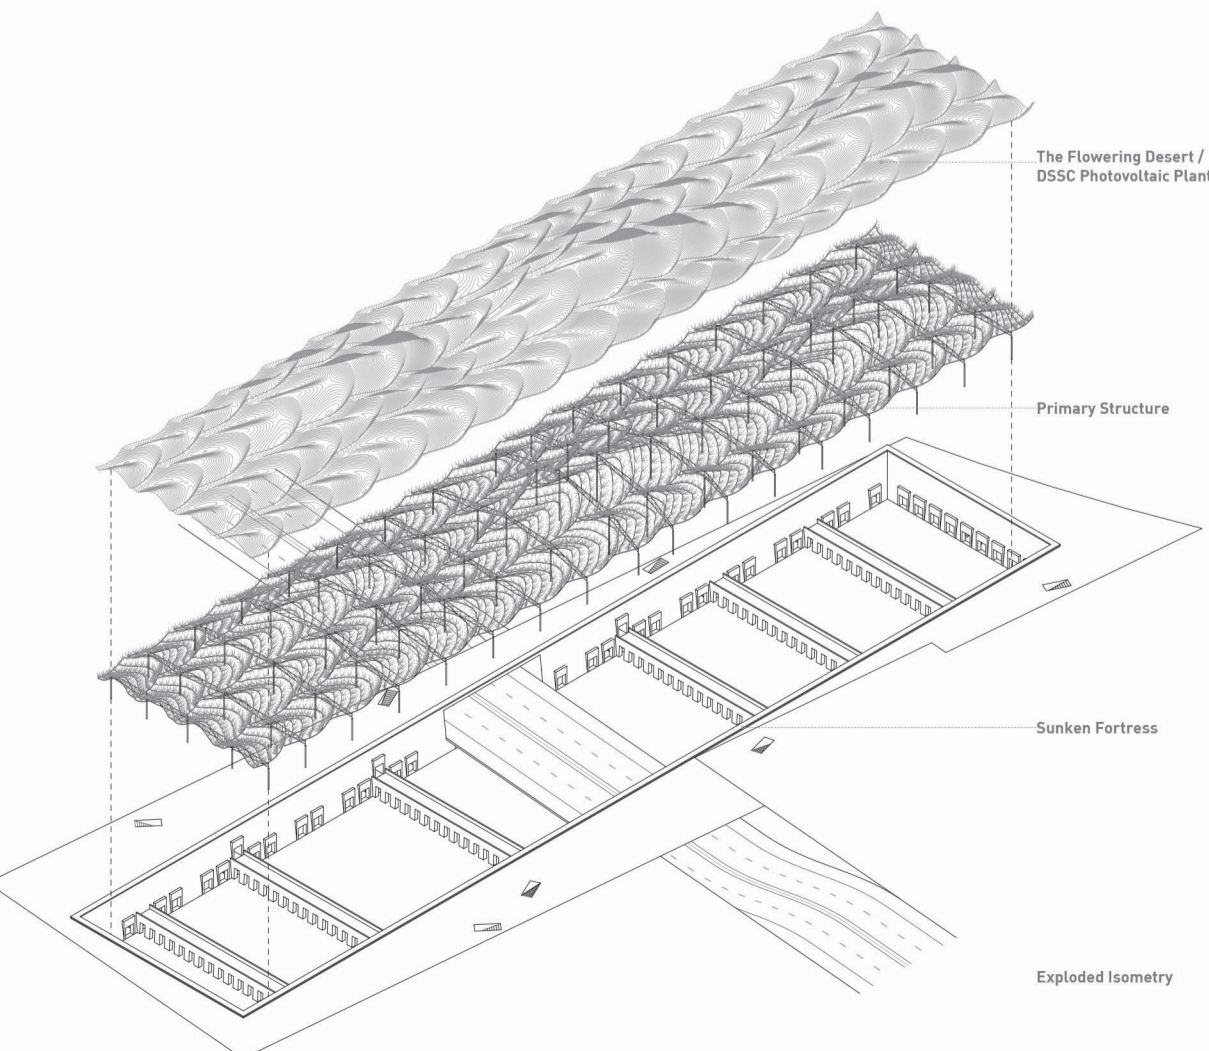 The Flowering Desert /
DSSC Photovoltaic Plant
Primary Structure
Sunken Fortress
Exploded Isometry